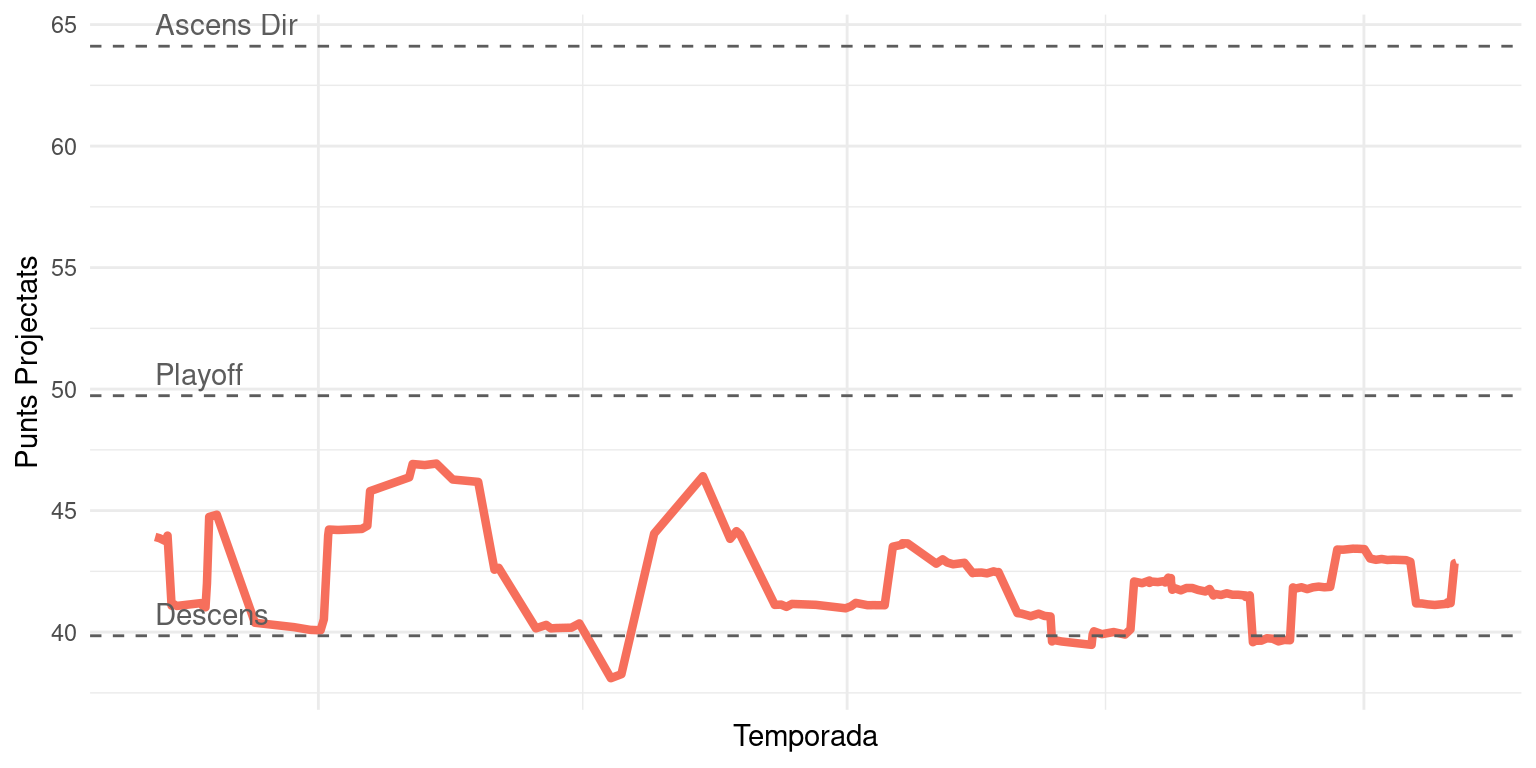 65
Ascens Dir
60
55
Playoff
50
45
Descens
40
Punts Projectats
Temporada